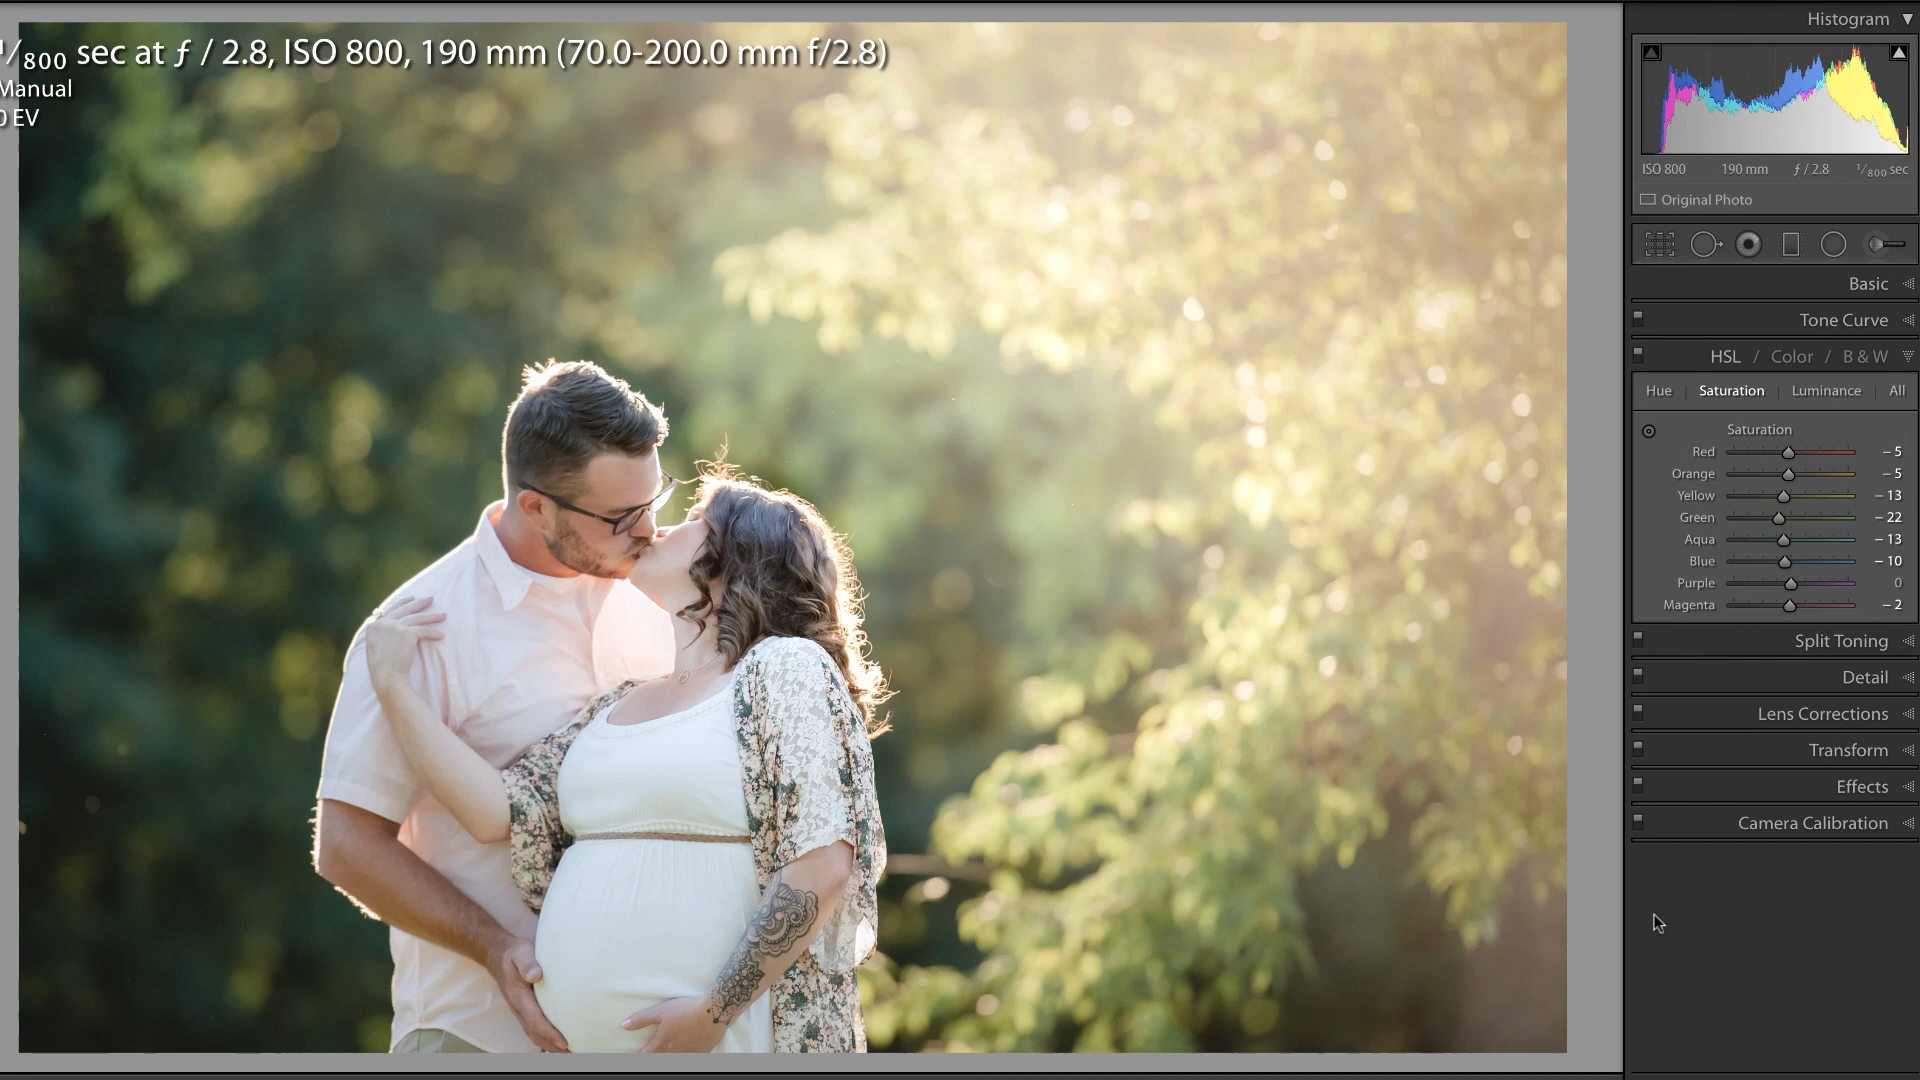 1/800 sec at ƒ / 2.8, ISO 800, 190 mm (70.0-200.0 mm f/2.8)
Manual
0 EV
Histogram
ISO 800 190 mm ƒ / 2.8 1/800 sec
Original Photo
Basic
Tone Curve
HSL / Color / B & W
Hue | Saturation | Luminance | All
Saturation
Red - 5
Orange - 5
Yellow - 13
Green - 22
Aqua - 13
Blue - 10
Purple 0
Magenta - 2
Split Toning
Detail
Lens Corrections
Transform
Effects
Camera Calibration